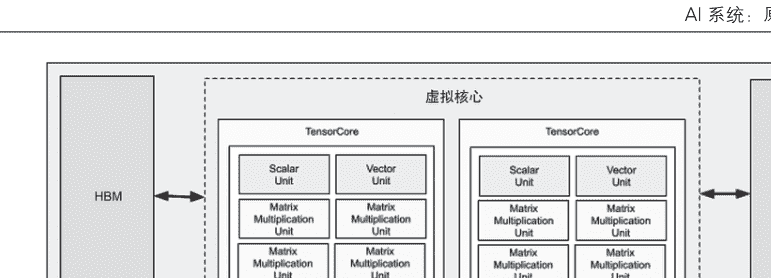 AI 系统：
虚拟核心
TensorCore
TensorCore
HBM
Scalar
Unit
Vector
Unit
Scalar
Unit
Vector
Unit
Matrix
Multiplication
Unit
Matrix
Multiplication
Unit
Matrix
Multiplication
Unit
Matrix
Multiplication
Unit
Matrix
Multiplication
Unit
Matrix
Multiplication
Unit
Matrix
Multiplication
Matrix
Multiplication